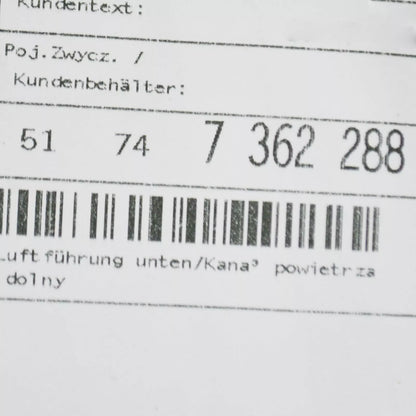 Kundentext:
Poj.Zwycz. /
Kundenbehälter:
51 74 7 362 288
Luftführung unten/Kana³ powietrza
dolny